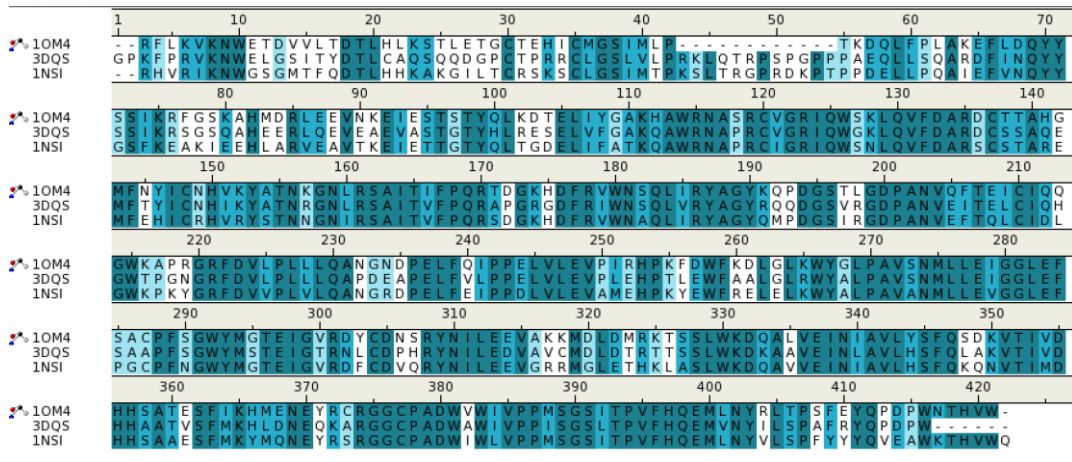 1 10 20 30 40 50 60 70
1OM4 --RFLKVKNWETDVVLTDTLHLKSTLETGCTEHICMGSIMLP------------TKDQLFPLAKEFLDQYY
3DQS GPKFPRVKNWELGSITYDTLCAQSQQDGPCTPRRCLGSLVLPRKLQTRPSPGPPPAEQLLSQARDFINQYY
1NSI --RHVRIKNWGSGMTFQDTLHHKAKGILTCRSKSCLGSIMTPKSLTRGPRDKPTPPDELLPQAIEFVNQYY
80 90 100 110 120 130 140
1OM4 SSIKRFGSKAHMDRLEEVNKEIESTSTYQLKDTELIYGAKHAWRNASRCVGRIQWSKLQVFDARDCTTAHG
3DQS SSIKRSGSQAHEERLQEVEAEVASTGTYHLRESELVFGAKQAWRNAPRCVGRIQWGKLQVFDARDCSSAQE
1NSI GSFKEAKIEEHLARVEAVTKEIETTGTYQLTGDELIFATKQAWRNAPRCIGRIQWSNLQVFDARSCSTARE
150 160 170 180 190 200 210
1OM4 MFNYICNHVKYATNKGNLRSAITIFPQRTDGKHDFRVWNSQLIRYAGYKQPDGSTLGDPANVQFTEICIQQ
3DQS MFTYICNHIKYATNRGNLRSAITVFPQRAPGRGDFRIWNSQLVRYAGYRQQDGSVRGDPANVEITELCIQH
1NSI MFEHICRHVRYSTNNGNIRSAITVFPQRSDGKHDFRVWNAQLIRYAGYQMPDGSIRGDPANVEFTQLCIDL
220 230 240 250 260 270 280
1OM4 GWKAPRGRFDVLPLLLQANGNDPELFQIPPELVLEVPIRHPKFDWFKDLGLKWYGLPAVSNMLLEIGGLEF
3DQS GWTPGNGRFDVLPLLLQAPDEAPELFVLPPELVLEVPLEHPTLEWFAALGLRWYALPAVSNMLLEIGGLEF
1NSI GWKPKYGRFDVVPLVLQANGRDPELFEIPPDLVLEVAMEHPKYEWFRELELKWYALPAVANMLLEVGGLEF
290 300 310 320 330 340 350
1OM4 SACPFSGWYMGTEIGVRDYCDNSRYNILEEVAKKMDLDMRKTSSLWKDQALVEINIAVLYSFQSDKVTIVD
3DQS SAAPFSGWYMSTEIGTRNLCDPHRYNILEDVAVCMDLDTRTTSSLWKDKAAVEINLAVLHSFQLAKVTIVD
1NSI PGCPFNGWYMGTEIGVRDFCDVQRYNILEEVGRRMGLETHKLASLWKDQAVVEINIAVLHSFQKQNVTIMD
360 370 380 390 400 410 420
1OM4 HHSATESFIKHMENEYRCRGGCPADWVWIVPPMSGSITPVFHQEMLNYRLTPSFEYQPDPWNTHVW-
3DQS HHAATVSFMKHLDNEQKARGGCPADWAWIVPPISGSLTPVFHQEMVNYFLSPAFRYQPDPW------
1NSI HHSAAESFMKYMQNEYRSRGGCPADWIWLVPPMSGSITPVFHQEMLNYVLSPFYYYQVEAWKTHVWQ